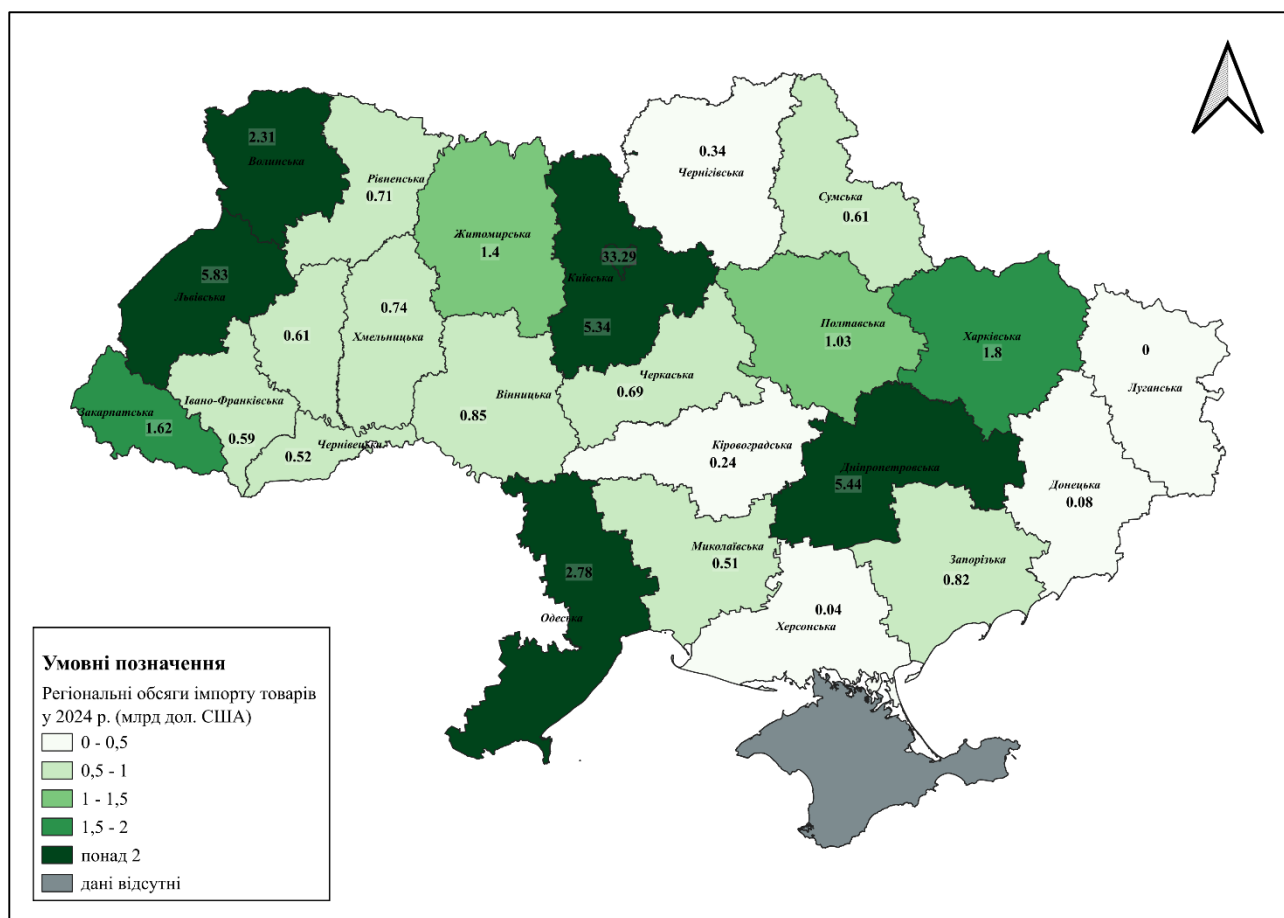 2.31
Волинська
Рівненська
0.71
Житомирська
1.4
33.29
Київська
5.34
0.34
Чернігівська
Сумська
0.61
5.83
Львівська
0.61
0.74
Хмельницька
Полтавська
1.03
Харківська
1.8
0
Луганська
Закарпатська
1.62
Івано-Франківська
0.59
Чернівецька
0.52
Вінницька
0.85
Черкаська
0.69
Кіровоградська
0.24
Дніпропетровська
5.44
Донецька
0.08
2.78
Одеська
Миколаївська
0.51
0.04
Херсонська
Запорізька
0.82
Умовні позначення
Регіональні обсяги імпорту товарів
у 2024 р. (млрд дол. США)
0 - 0,5
0,5 - 1
1 - 1,5
1,5 - 2
понад 2
дані відсутні